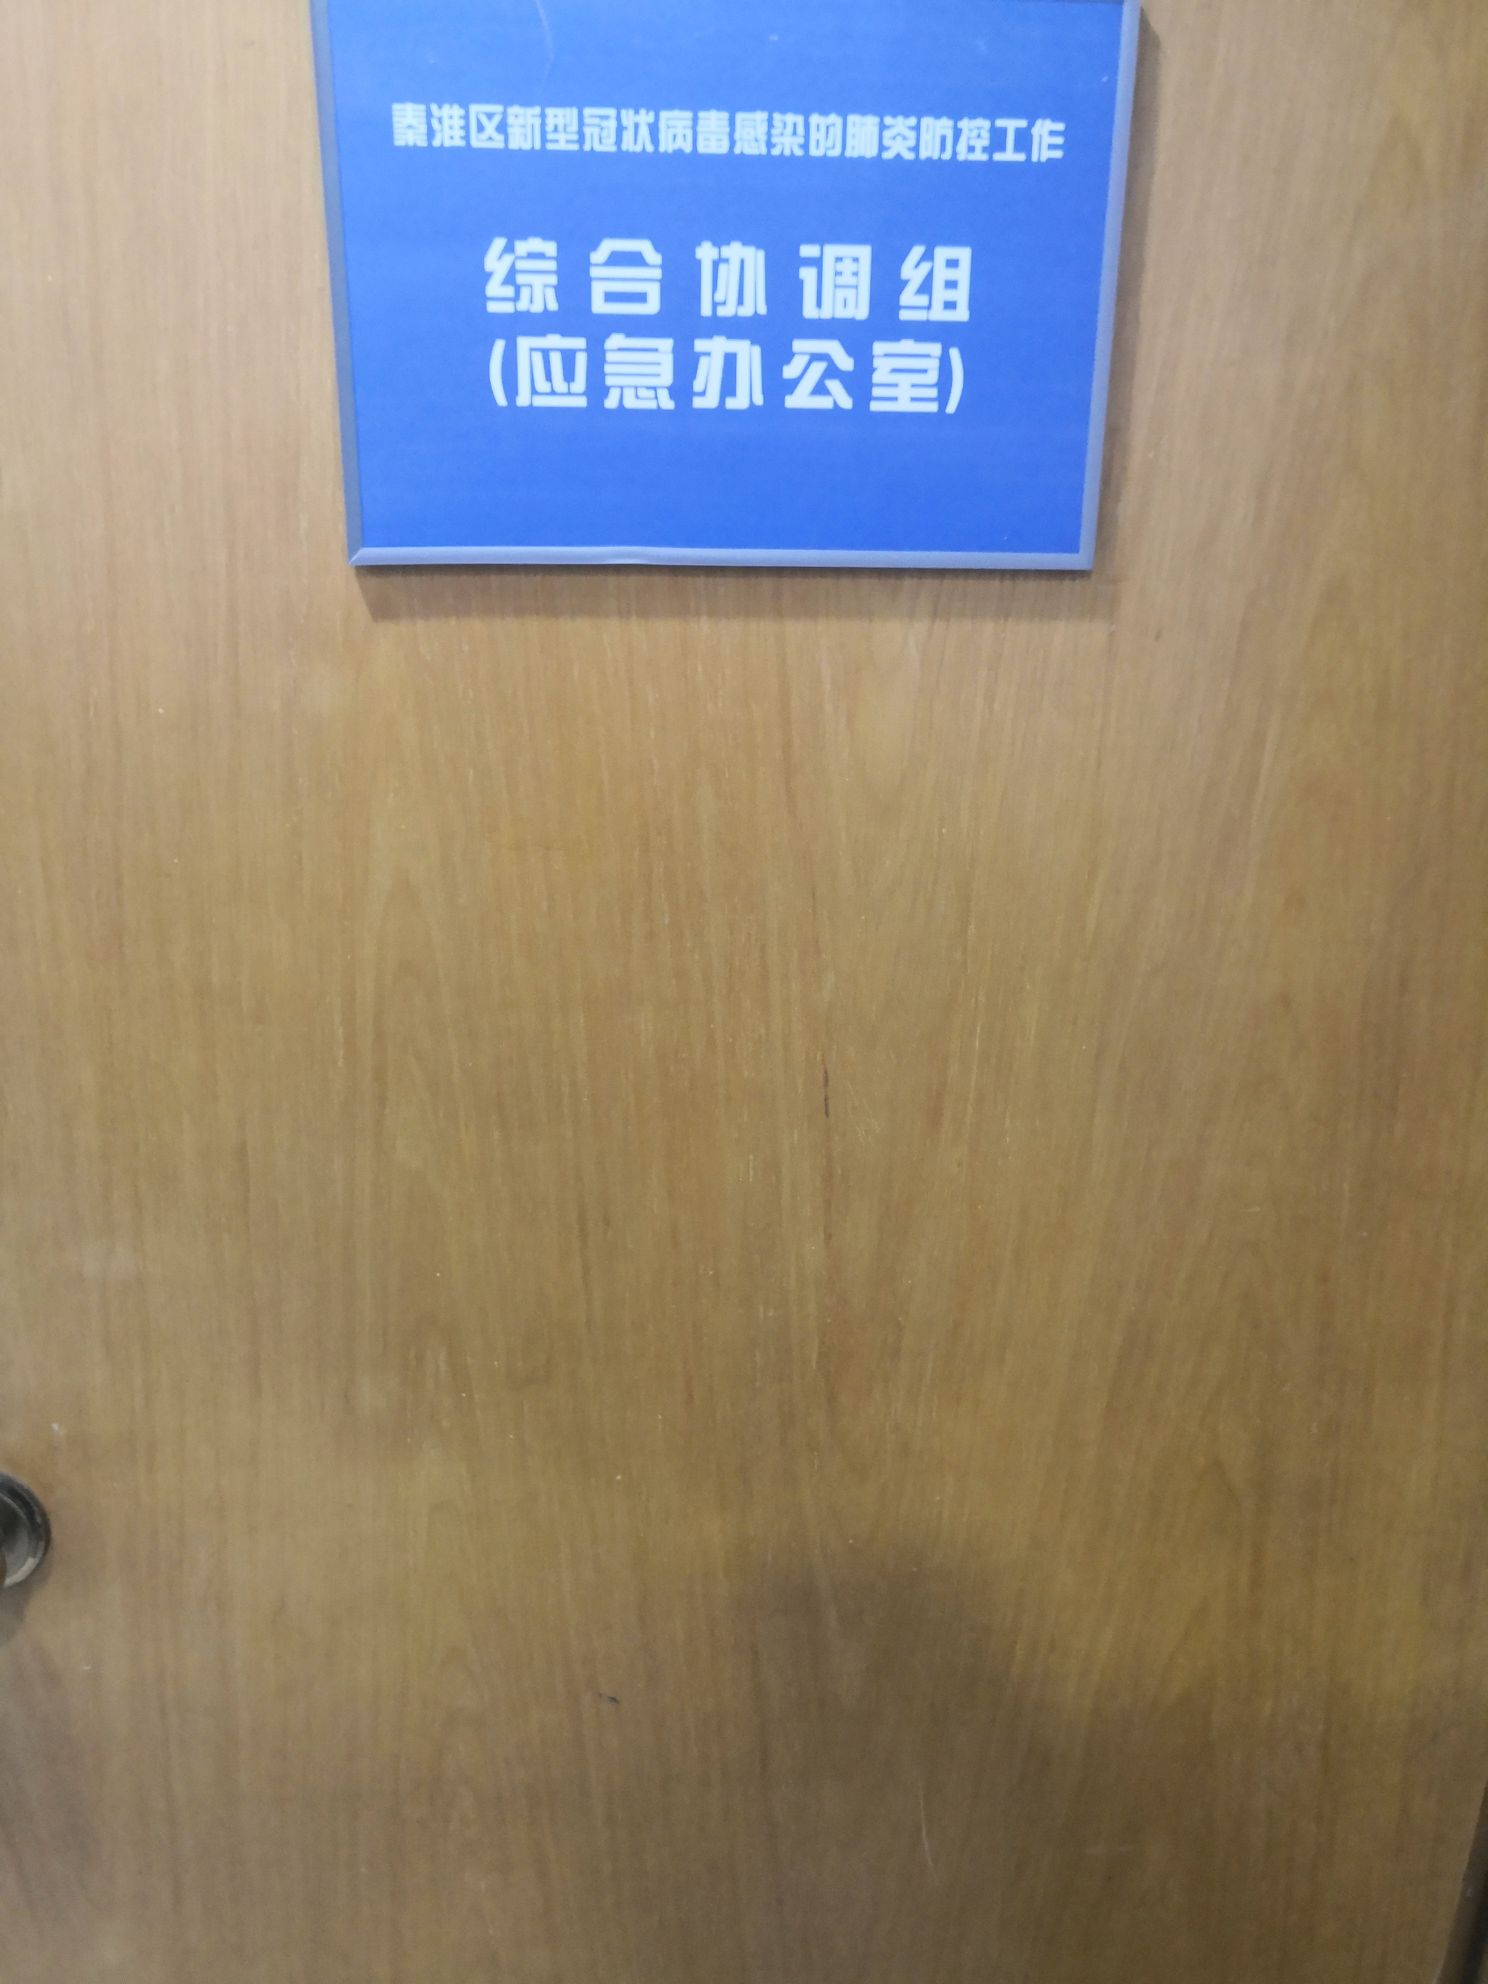 秦淮区新型冠状病毒感染的肺炎防控工作
综合协调组
(应急办公室)